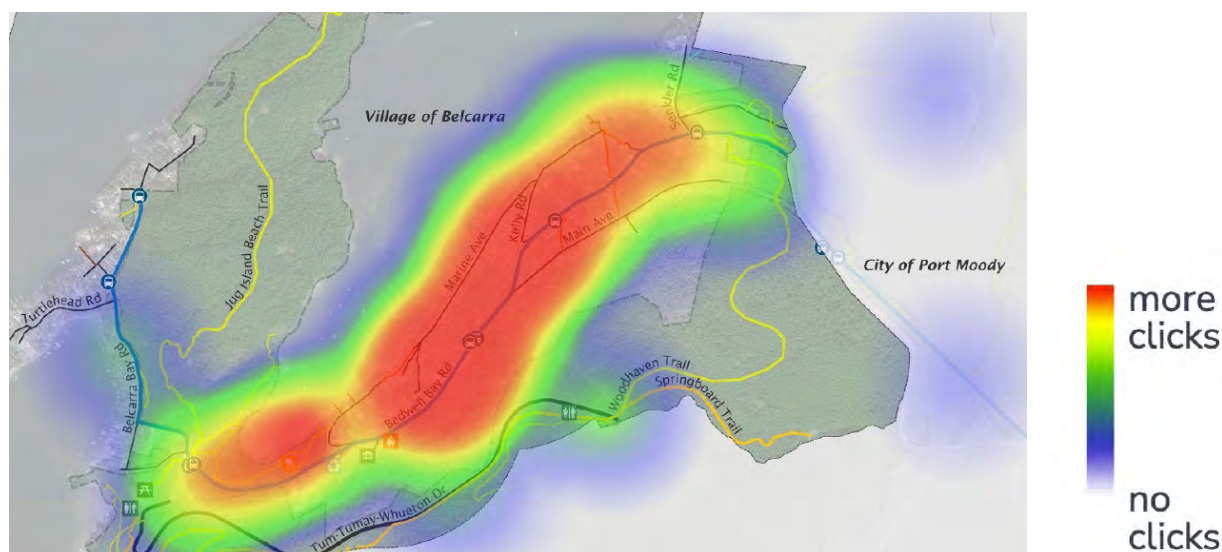 Senkler Rd
Village of Belcarra
Kelly Rd
Main Ave
Marine Ave
Jug Island Beach Trail
City of Port Moody
Turtlehead Rd
Belcarra Bay Rd
Bedwell Bay Rd
Woodhaven Trail
Springboard Trail
Tum-Tumay-Whueton Dr
more
clicks
no
clicks